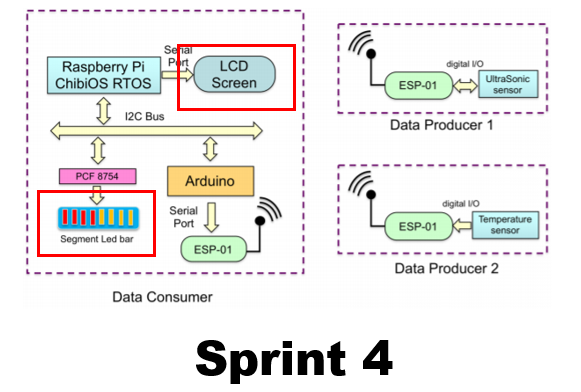 Raspberry Pi
ChibiOS RTOS
Serial
Port
LCD
Screen
I2C Bus
PCF 8754
Segment Led bar
Arduino
Serial
Port
ESP-01
Data Consumer
digital I/O
ESP-01
UltraSonic
sensor
Data Producer 1
digital I/O
ESP-01
Temperature
sensor
Data Producer 2
Sprint 4